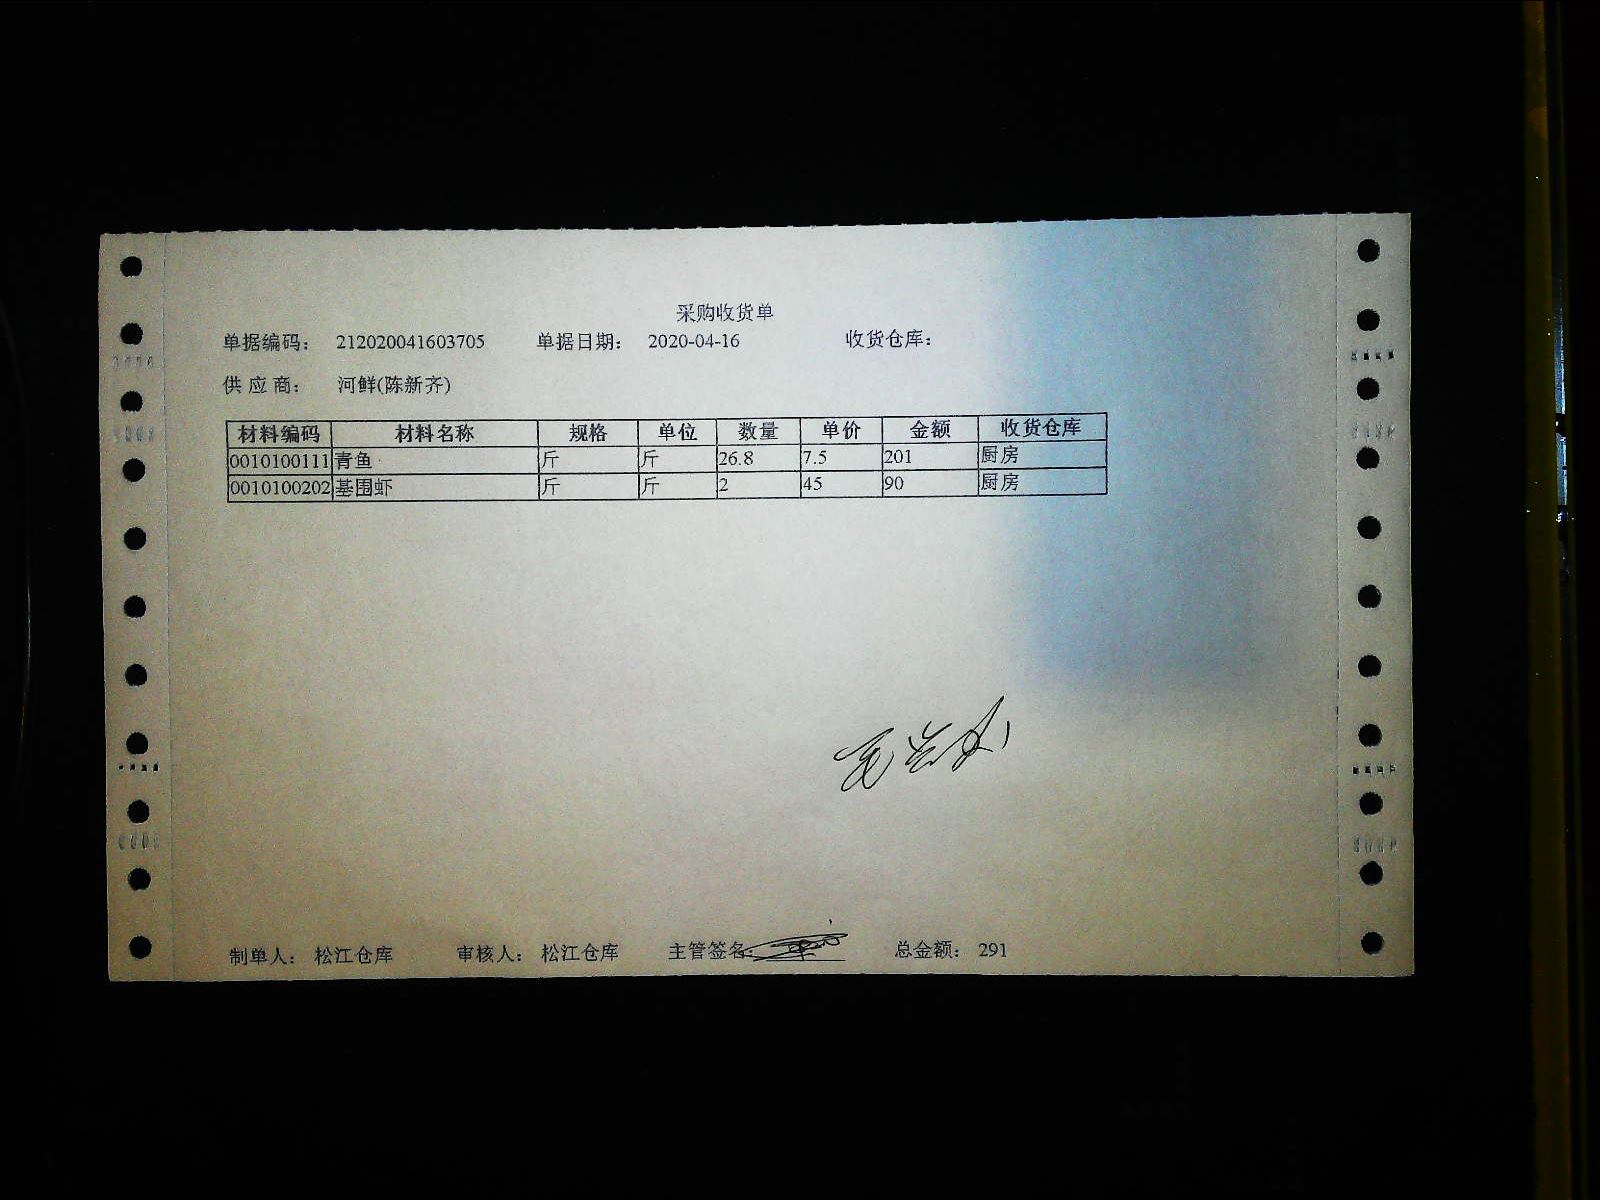 采购收货单
单据编码： 212020041603705 单据日期： 2020-04-16 收货仓库：
供 应 商： 河鲜(陈新齐)
材料编码 材料名称 规格 单位 数量 单价 金额 收货仓库
0010100111 青鱼 斤 斤 26.8 7.5 201 厨房
0010100202 基围虾 斤 斤 2 45 90 厨房
制单人： 松江仓库 审核人： 松江仓库 主管签名: 总金额： 291